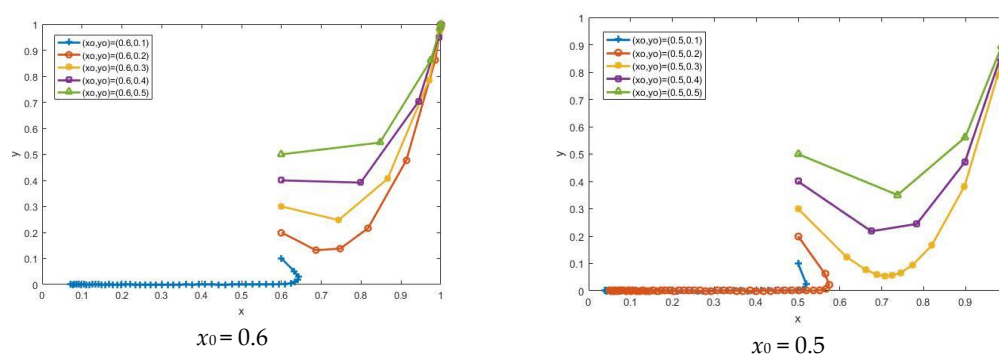 1
0.9
0.8
0.7
0.6
0.5
0.4
0.3
0.2
0.1
0
y
(xo,yo)=(0.6,0.1)
(xo,yo)=(0.6,0.2)
(xo,yo)=(0.6,0.3)
(xo,yo)=(0.6,0.4)
(xo,yo)=(0.6,0.5)
0 0.1 0.2 0.3 0.4 0.5 0.6 0.7 0.8 0.9 1
x
x0 = 0.6
1
0.9
0.8
0.7
0.6
0.5
0.4
0.3
0.2
0.1
0
y
(xo,yo)=(0.5,0.1)
(xo,yo)=(0.5,0.2)
(xo,yo)=(0.5,0.3)
(xo,yo)=(0.5,0.4)
(xo,yo)=(0.5,0.5)
0 0.1 0.2 0.3 0.4 0.5 0.6 0.7 0.8 0.9
x
x0 = 0.5